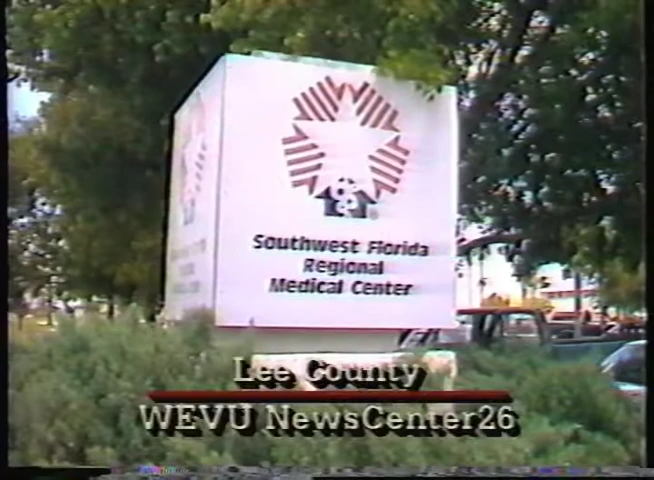 Southwest Florida
Regional
Medical Center
Lee County
WEVU NewsCenter26